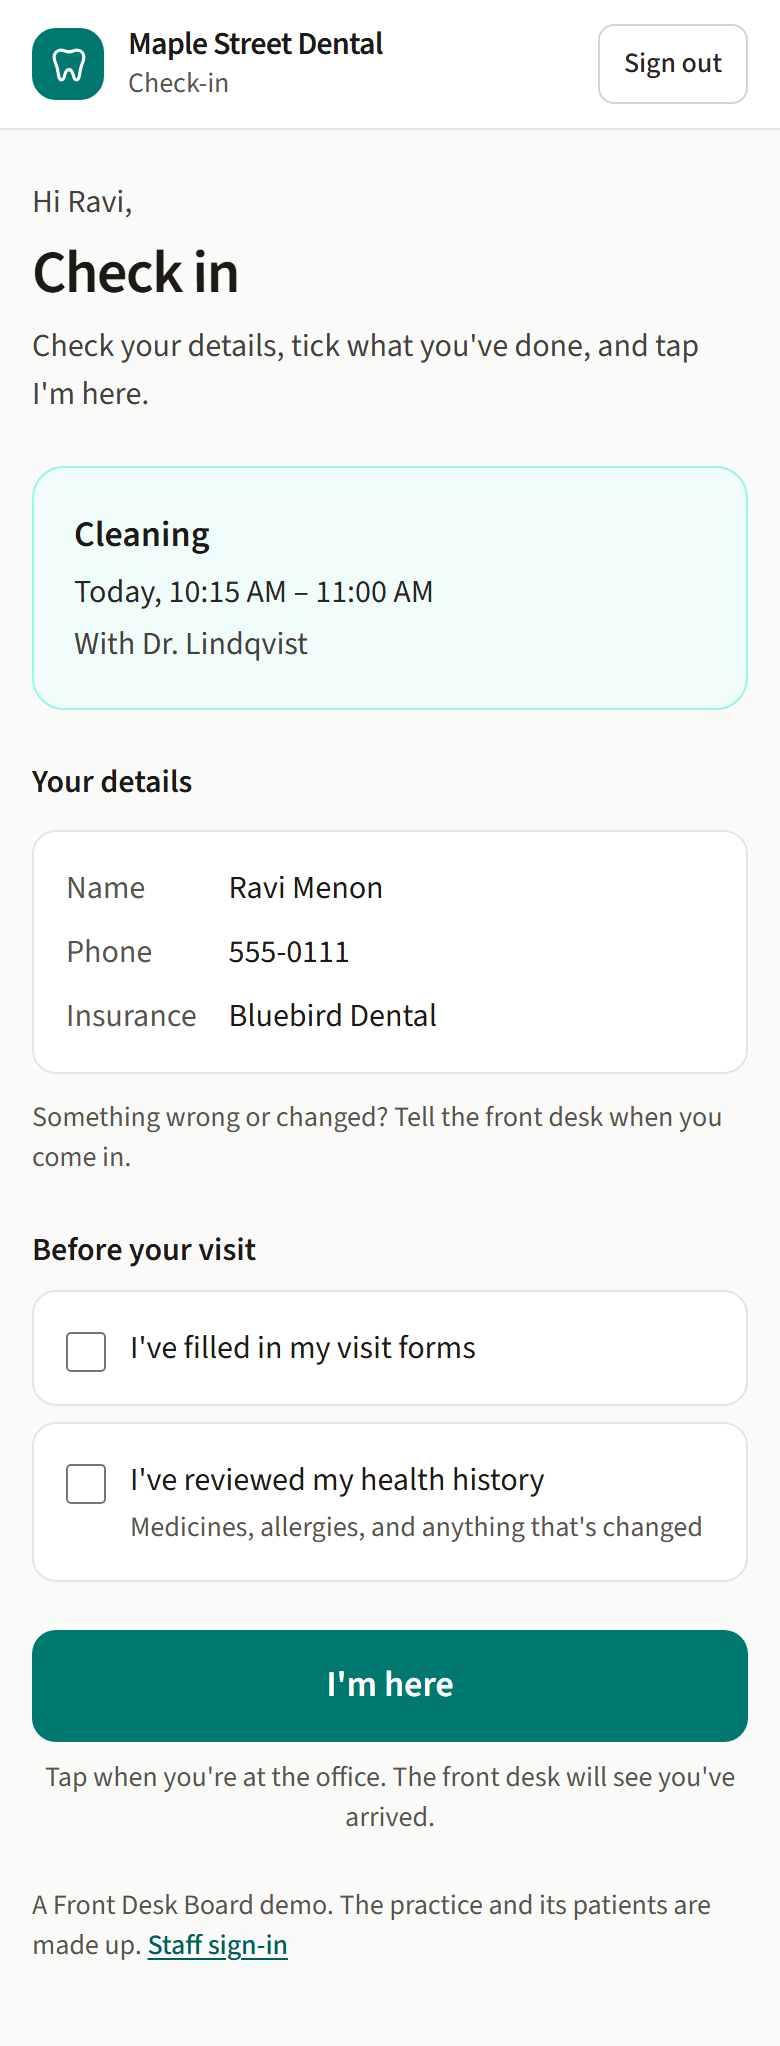 Maple Street Dental
Check-in
Sign out
Hi Ravi,
Check in
Check your details, tick what you've done, and tap
I'm here.
Cleaning
Today, 10:15 AM – 11:00 AM
With Dr. Lindqvist
Your details
Name Ravi Menon
Phone 555-0111
Insurance Bluebird Dental
Something wrong or changed? Tell the front desk when you
come in.
Before your visit
I've filled in my visit forms
I've reviewed my health history
Medicines, allergies, and anything that's changed
I'm here
Tap when you're at the office. The front desk will see you've
arrived.
A Front Desk Board demo. The practice and its patients are
made up. Staff sign-in